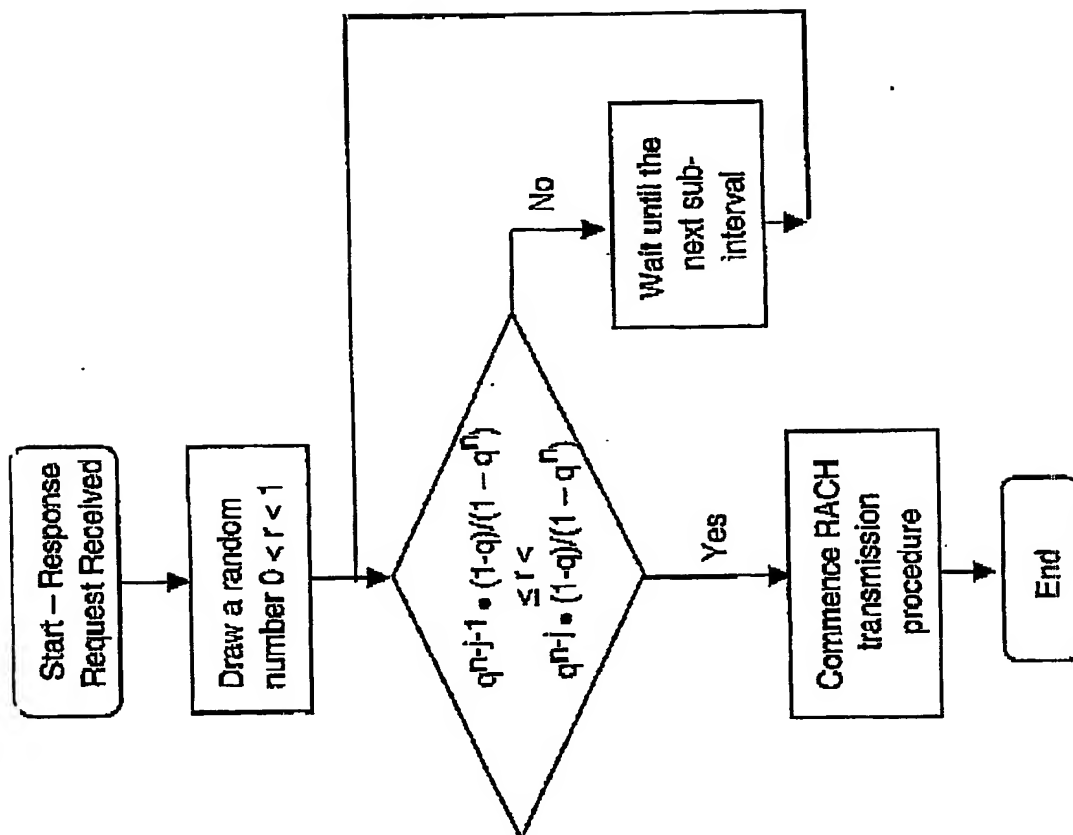 Start – Response
Request Received
Draw a random
number 0 < r < 1
q^{n-j-1} • (1-q)/(1 – q^{n})
≤ r <
q^{n-j} • (1-q)/(1 – q^{n})
No
Wait until the
next sub-
interval
Yes
Commence RACH
transmission
procedure
End